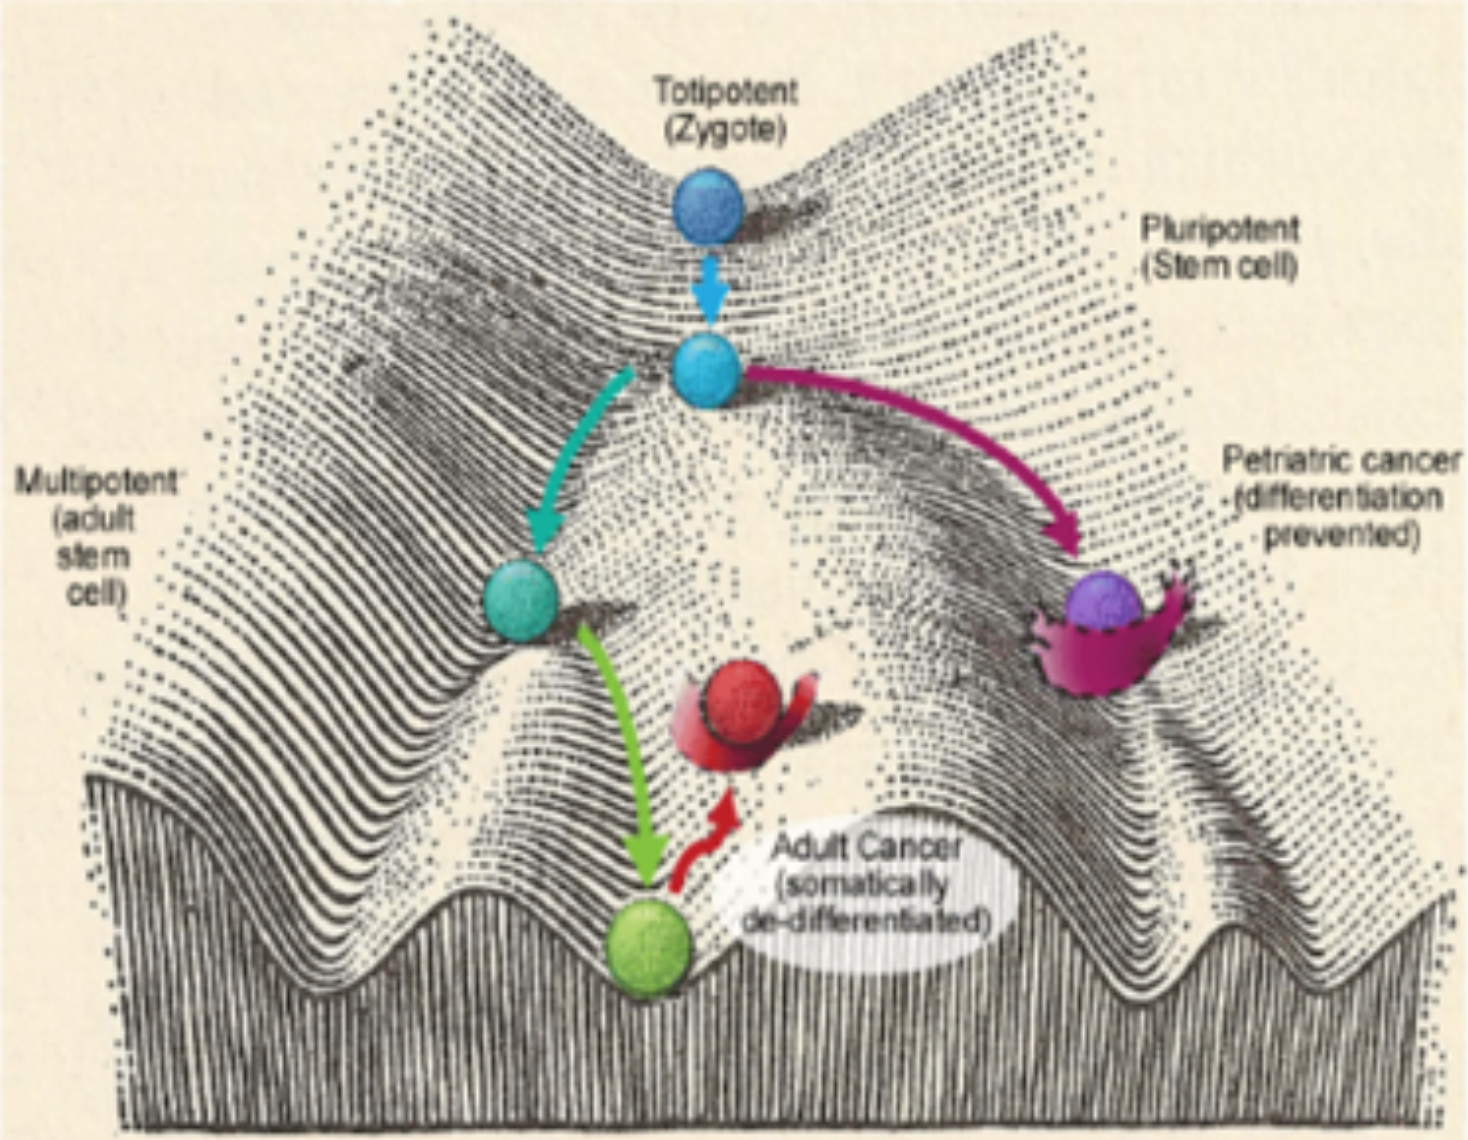 Totipotent
(Zygote)
Pluripotent
(Stem cell)
Multipotent
(adult
stem
cell)
Petriatric cancer
(differentiation
prevented)
Adult Cancer
(somatically
de-differentiated)